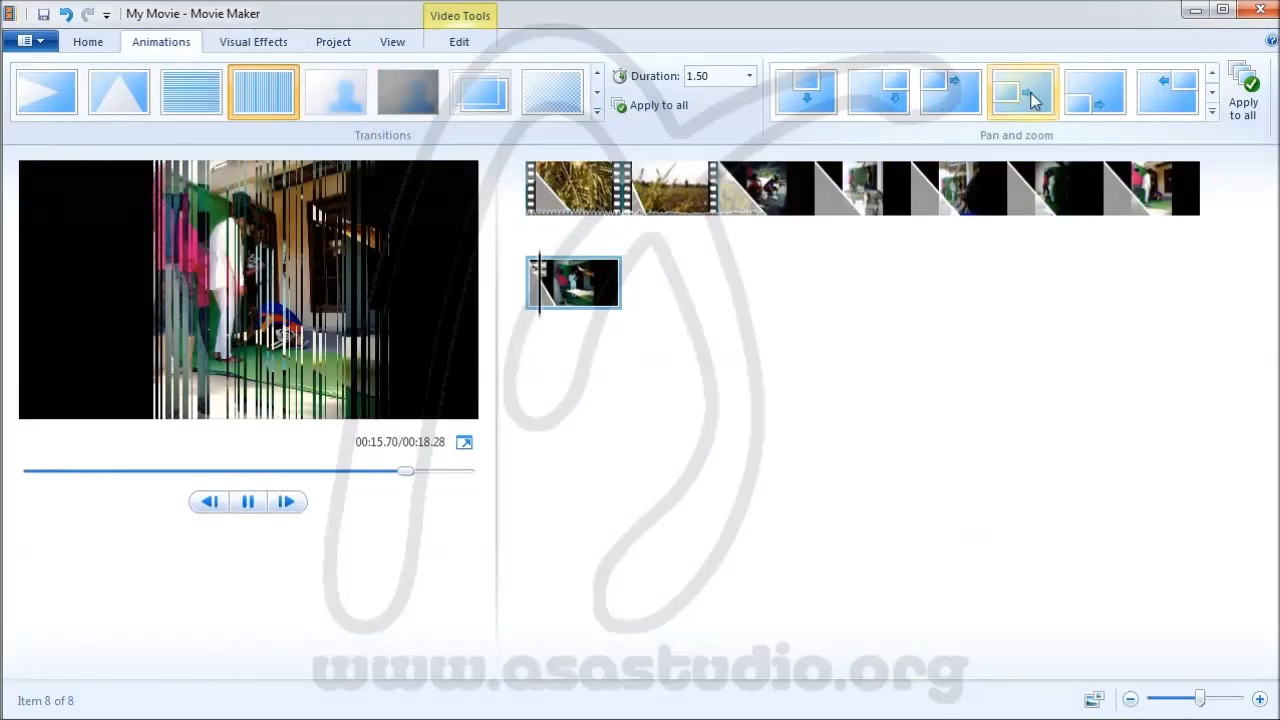 My Movie - Movie Maker
Video Tools
Home
Animations
Visual Effects
Project
View
Edit
Duration:
1.50
Apply to all
Apply to all
Transitions
Pan and zoom
00:15.70/00:18.28
www.asastudio.org
Item 8 of 8